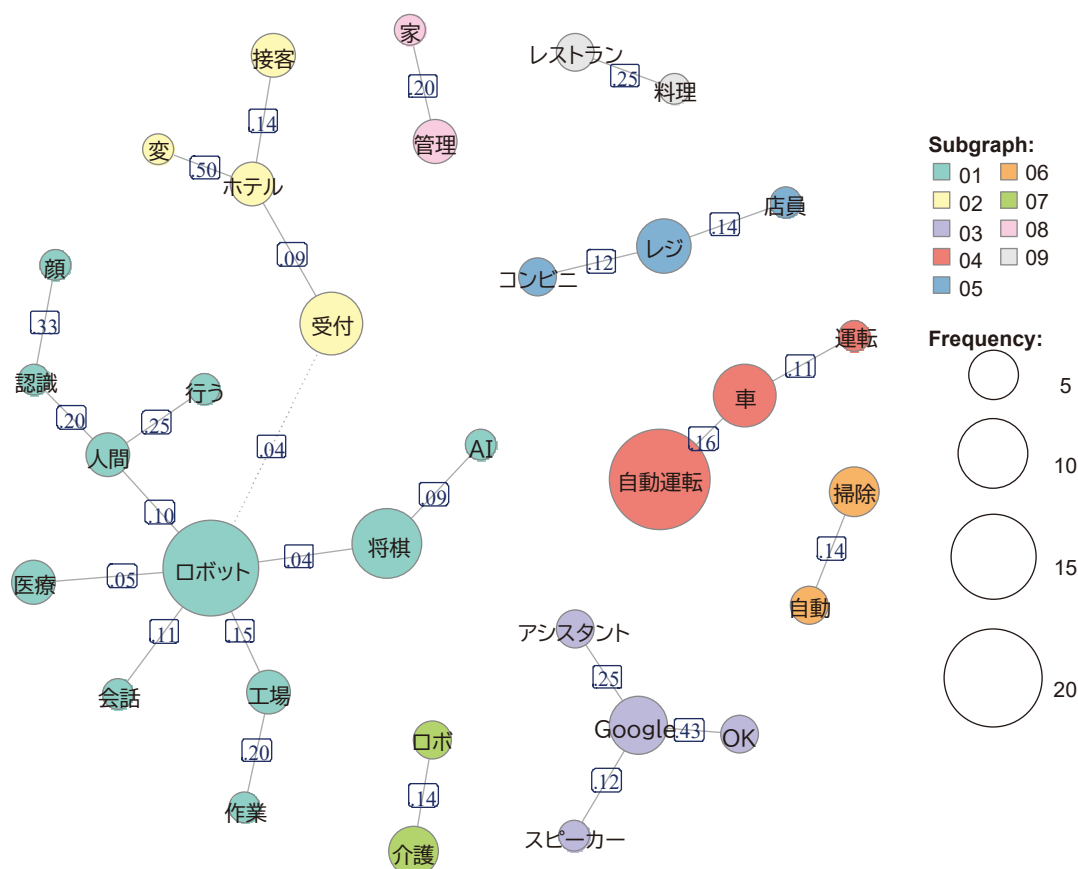 家
接客
レストラン
.20
.25
料理
.14
管理
変
.50
ホテル
店員
.14
レジ
.12
コンビニ
.09
顔
受付
.33
運転
.11
認識
行う
車
.20
.25
.04
人間
AI
.16
自動運転
掃除
.09
.10
将棋
.14
ロボット
.04
医療
.05
自動
.11
.15
アシスタント
会話
工場
.25
Google
.43
OK
.20
ロボ
.12
作業
.14
スピーカー
介護
Subgraph:
01 06
02 07
03 08
04 09
05
Frequency:
5
10
15
20